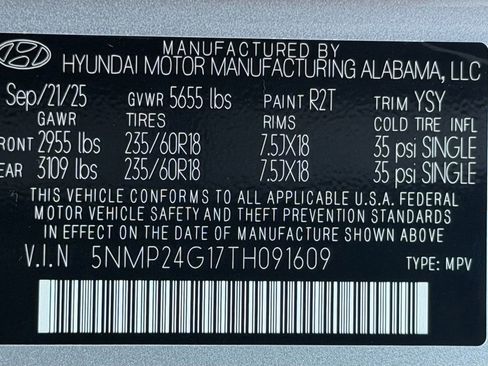 MANUFACTURED BY
HYUNDAI MOTOR MANUFACTURING ALABAMA, LLC
Sep/21/25 GVWR 5655 lbs PAINT R2T TRIM YSY
GAWR TIRES RIMS COLD TIRE INFL
FRONT 2955 lbs 235/60R18 7.5JX18 35 psi SINGLE
REAR 3109 lbs 235/60R18 7.5JX18 35 psi SINGLE
THIS VEHICLE CONFORMS TO ALL APPLICABLE U.S.A. FEDERAL
MOTOR VEHICLE SAFETY AND THEFT PREVENTION STANDARDS
IN EFFECT ON THE DATE OF MANUFACTURE SHOWN ABOVE.
V.I.N 5NMP24G17TH091609 TYPE: MPV